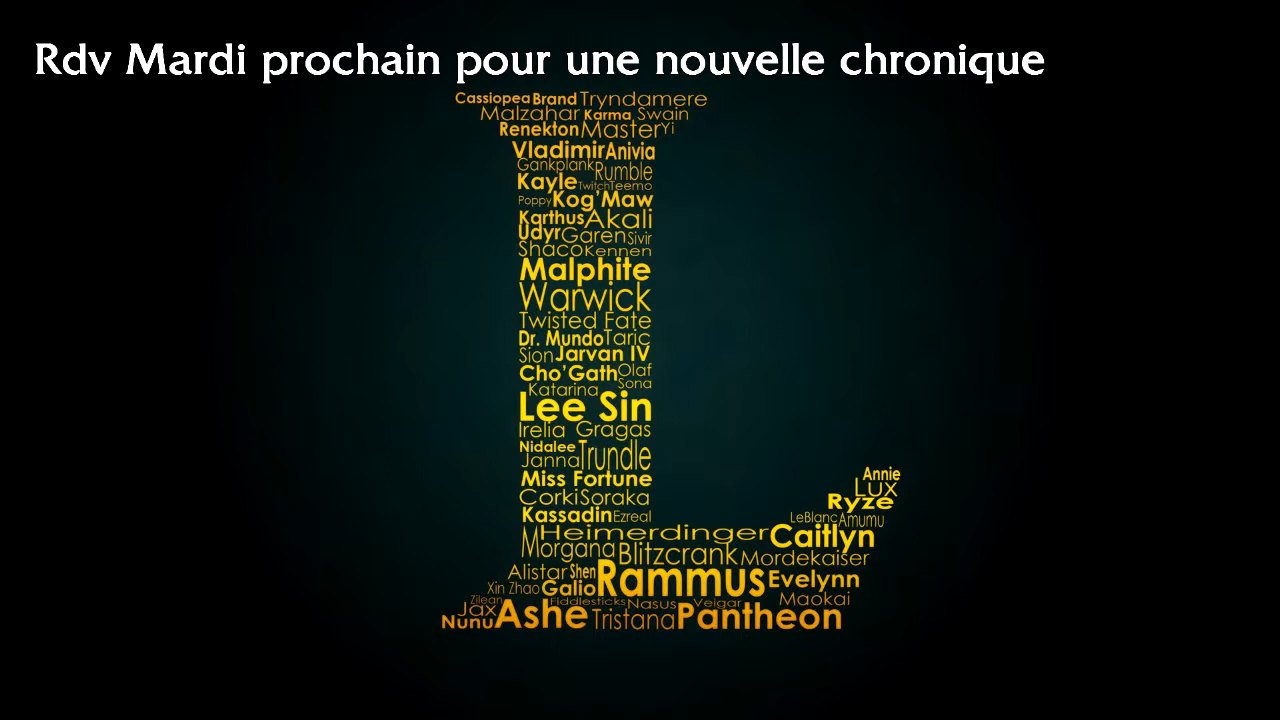 Rdv Mardi prochain pour une nouvelle chronique
Cassiopea Brand Tryndamere
Malzahar Karma Swain
Renekton Master Yi
Vladimir Anivia
Gankplank Rumble
Kayle Twitch Teemo
Poppy Kog'Maw
Karthus Akali
Udyr Garen Sivir
Shaco Kennen
Malphite
Warwick
Twisted Fate
Dr. Mundo Taric
Sion Jarvan IV
Cho'Gath Olaf
Katarina Sona
Lee Sin
Irelia Gragas
Nidalee Trundle
Janna
Miss Fortune
Annie
Corki Soraka Lux
Ryze
Kassadin Ezreal LeBlanc Amumu
Heimerdinger Caitlyn
Morgana Blitzcrank Mordekaiser
Alistar Shen Rammus Evelynn
Xin Zhao Galio
Zilean Fiddlesticks Nasus Veigar Maokai
Jax Ashe Tristana Pantheon
Nunu